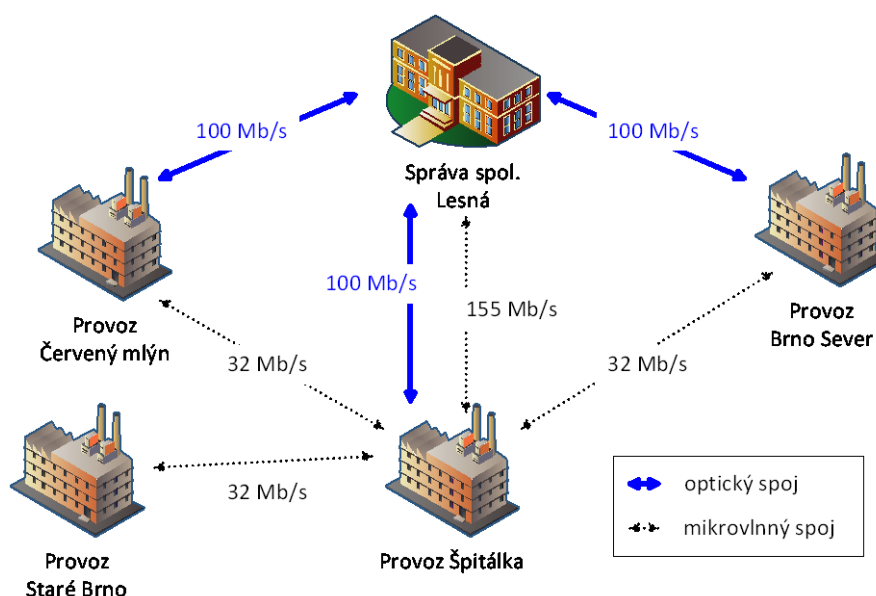 100 Mb/s
100 Mb/s
Správa spol.
Lesná
100 Mb/s
155 Mb/s
Provoz
Červený mlýn
Provoz
Brno Sever
32 Mb/s
32 Mb/s
32 Mb/s
Provoz
Staré Brno
Provoz Špitálka
optický spoj
mikrovlnný spoj